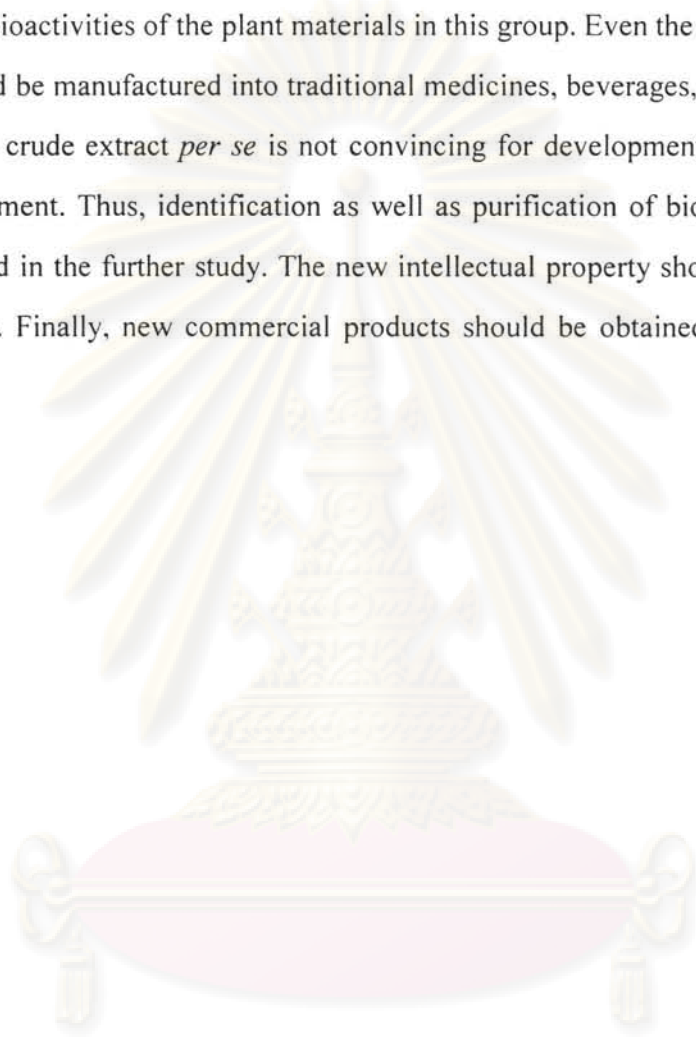 ioactivities of the plant materials in this group. Even the
d be manufactured into traditional medicines, beverages,
crude extract per se is not convincing for developmen
ment. Thus, identification as well as purification of bio
d in the further study. The new intellectual property sho
. Finally, new commercial products should be obtained